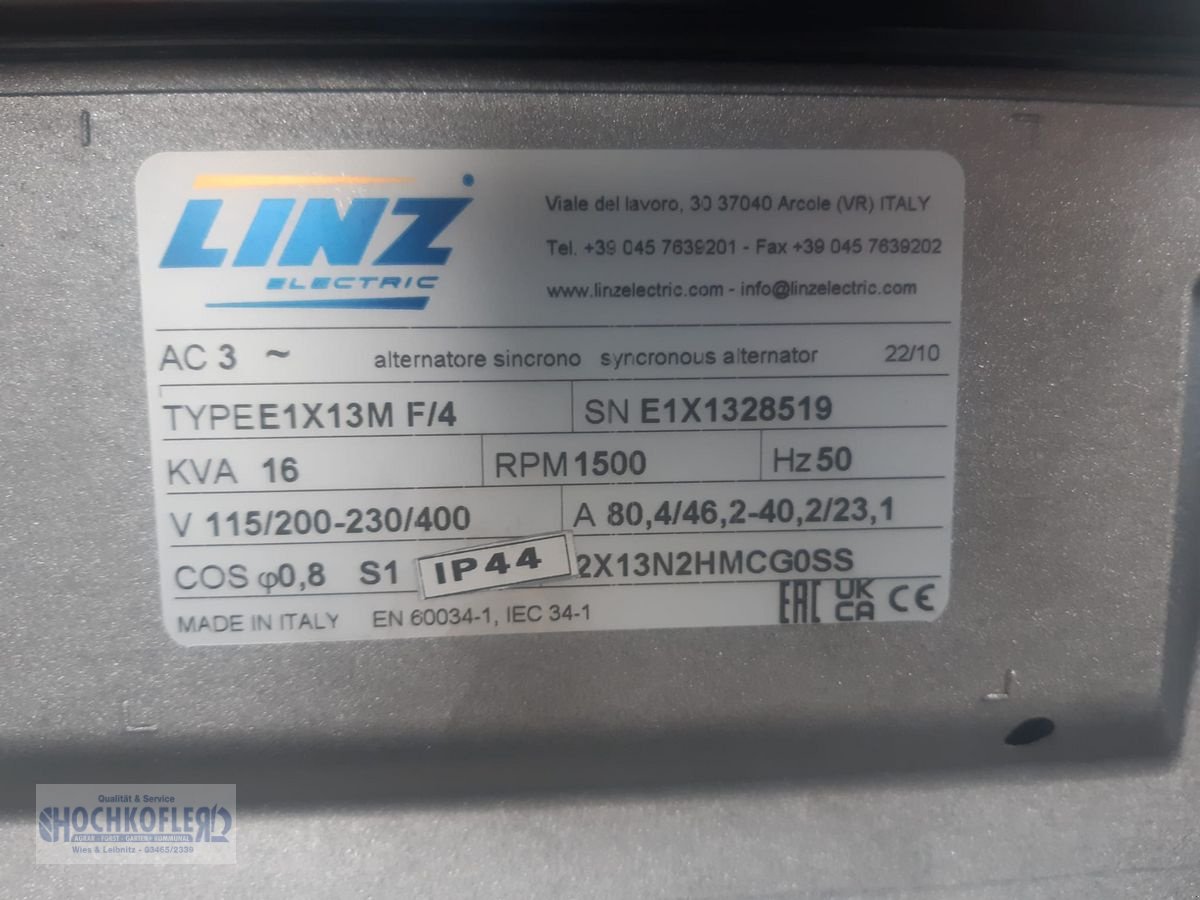 LINZ
ELECTRIC
Viale del lavoro, 30 37040 Arcole (VR) ITALY
Tel. +39 045 7639201 - Fax +39 045 7639202
www.linzelectric.com - info@linzelectric.com
AC 3 ~ alternatore sincrono syncronous alternator 22/10
TYPE E1X13M F/4 SN E1X1328519
KVA 16 RPM 1500 Hz 50
V 115/200-230/400 A 80,4/46,2-40,2/23,1
COS φ0,8 S1 IP44 2X13N2HMCG0SS
MADE IN ITALY EN 60034-1, IEC 34-1 EAC UK CA CE
Qualität & Service
HOCHKOFLER
AGRAR - FORST - GARTEN - KOMMUNAL
Wies & Leibnitz - 03465/2339